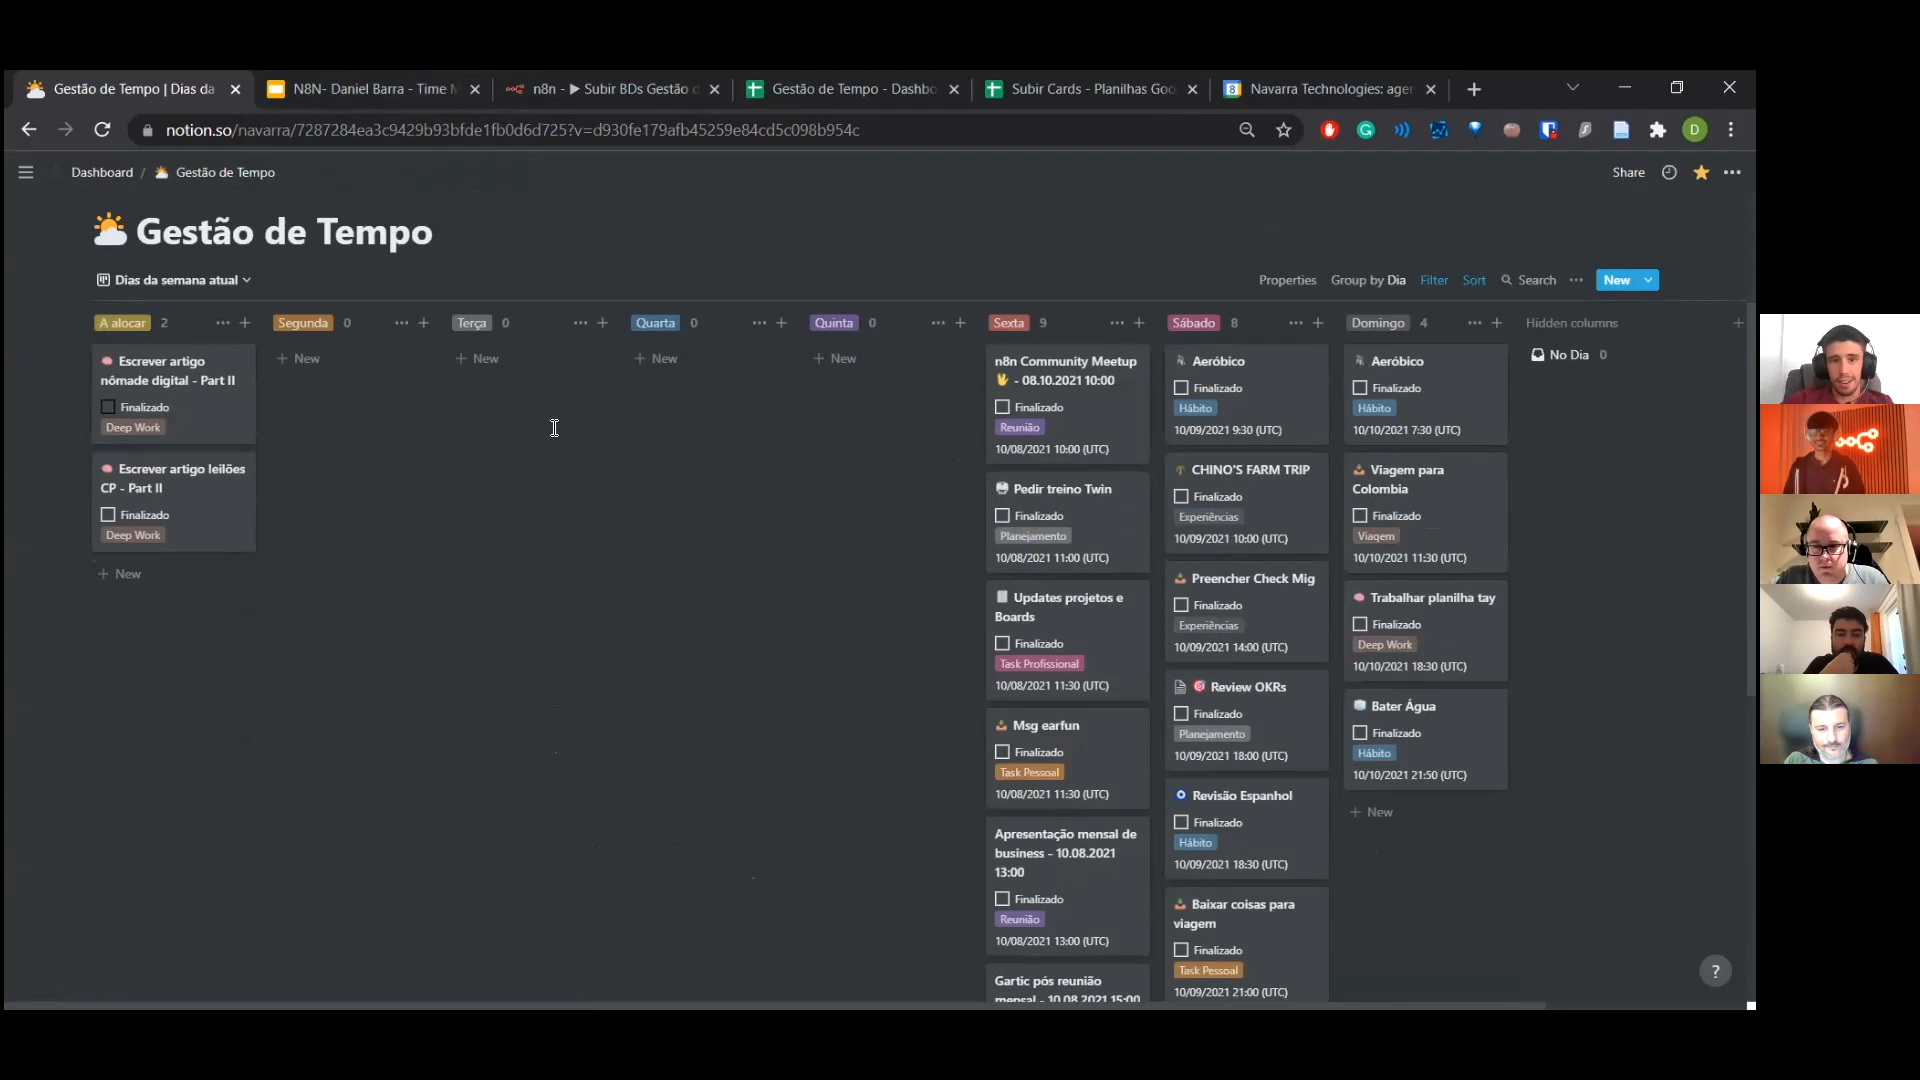 Gestão de Tempo | Dias da
N8N- Daniel Barra - Time M
n8n - ▶ Subir BDs Gestão d
Gestão de Tempo - Dashbo
Subir Cards - Planilhas Goo
Navarra Technologies: agen
notion.so/navarra/7287284ea3c9429b93bfde1fb0d6d725?v=d930fe179afb45259e84cd5c098b954c
D
Dashboard / Gestão de Tempo
Share
Gestão de Tempo
Dias da semana atual
Properties
Group by Dia
Filter
Sort
Search
New
A alocar 2
Escrever artigo
nômade digital - Part II
Finalizado
Deep Work
Escrever artigo leilões
CP - Part II
Finalizado
Deep Work
+ New
Segunda 0
+ New
Terça 0
+ New
Quarta 0
+ New
Quinta 0
+ New
Sexta 9
n8n Community Meetup
🖖 - 08.10.2021 10:00
Finalizado
Reunião
10/08/2021 10:00 (UTC)
Pedir treino Twin
Finalizado
Planejamento
10/08/2021 11:00 (UTC)
Updates projetos e
Boards
Finalizado
Task Profissional
10/08/2021 11:30 (UTC)
Msg earfun
Finalizado
Task Pessoal
10/08/2021 11:30 (UTC)
Apresentação mensal de
business - 10.08.2021
13:00
Finalizado
Reunião
10/08/2021 13:00 (UTC)
Gartic pós reunião
mensal - 10.08.2021 15:00
Sábado 8
Aeróbico
Finalizado
Hábito
10/09/2021 9:30 (UTC)
CHINO'S FARM TRIP
Finalizado
Experiências
10/09/2021 10:00 (UTC)
Preencher Check Mig
Finalizado
Experiências
10/09/2021 14:00 (UTC)
Review OKRs
Finalizado
Planejamento
10/09/2021 18:00 (UTC)
Revisão Espanhol
Finalizado
Hábito
10/09/2021 18:30 (UTC)
Baixar coisas para
viagem
Finalizado
Task Pessoal
10/09/2021 21:00 (UTC)
Domingo 4
Aeróbico
Finalizado
Hábito
10/10/2021 7:30 (UTC)
Viagem para
Colombia
Finalizado
Viagem
10/10/2021 11:30 (UTC)
Trabalhar planilha tay
Finalizado
Deep Work
10/10/2021 18:30 (UTC)
Bater Água
Finalizado
Hábito
10/10/2021 21:50 (UTC)
+ New
Hidden columns
No Dia 0
?